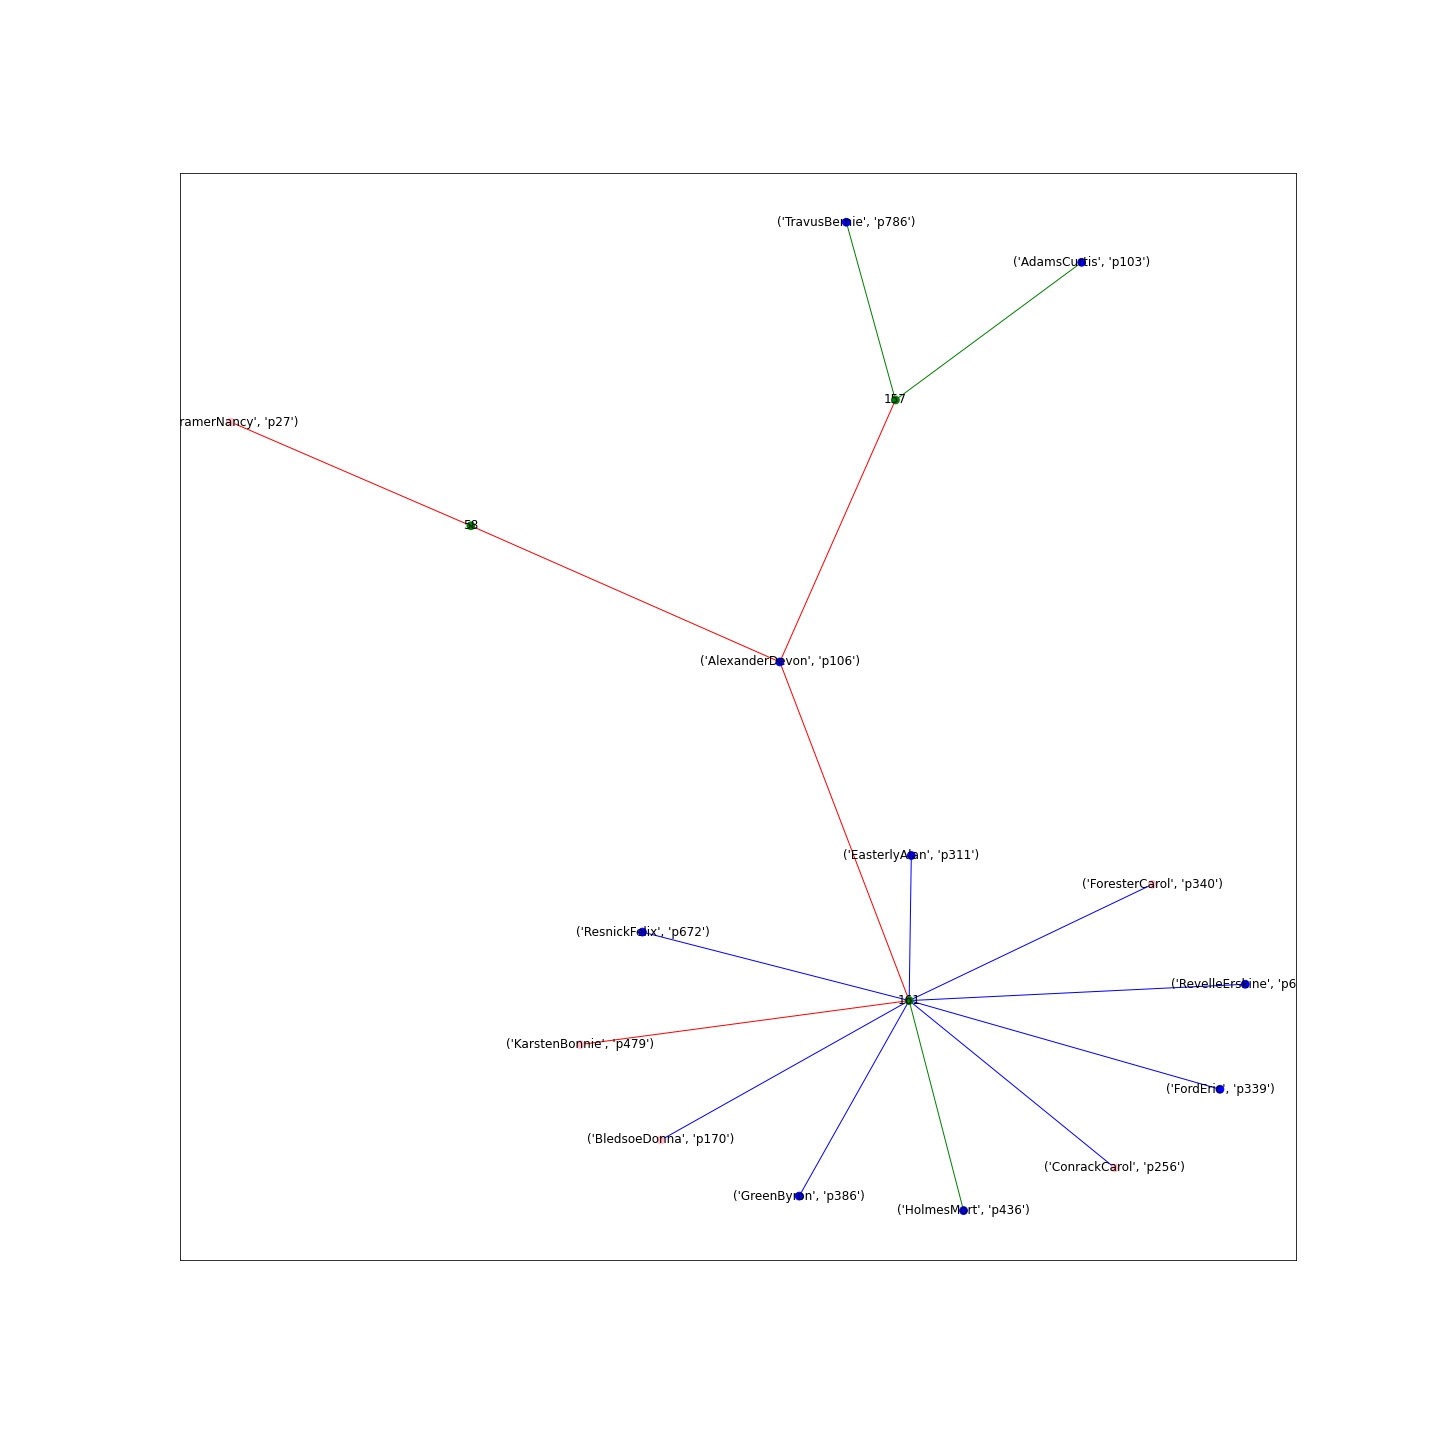 ('TravusBernie', 'p786')
('AdamsCurtis', 'p103')
157
ramerNancy', 'p27')
58
('AlexanderDevon', 'p106')
('EasterlyAlan', 'p311')
('ForesterCarol', 'p340')
('ResnickFelix', 'p672')
('RevelleErskine', 'p6
161
('KarstenBonnie', 'p479')
('FordEric', 'p339')
('BledsoeDonna', 'p170')
('ConrackCarol', 'p256')
('GreenByron', 'p386')
('HolmesMort', 'p436')